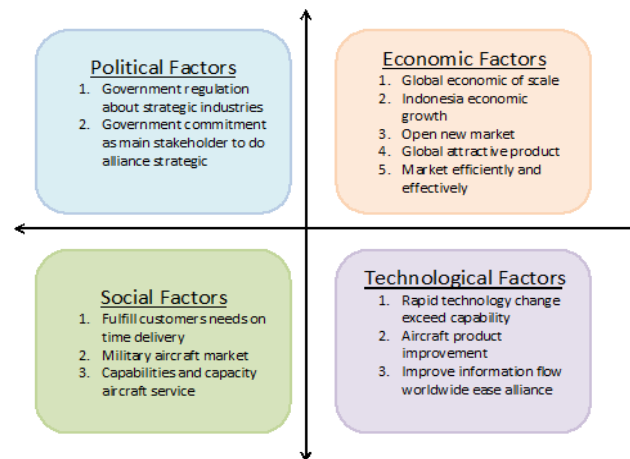 Political Factors
1. Government regulation
about strategic industries
2. Government commitment
as main stakeholder to do
alliance strategic
Economic Factors
1. Global economic of scale
2. Indonesia economic
growth
3. Open new market
4. Global attractive product
5. Market efficiently and
effectively
Social Factors
1. Fulfill customers needs on
time delivery
2. Military aircraft market
3. Capabilities and capacity
aircraft service
Technological Factors
1. Rapid technology change
exceed capability
2. Aircraft product
improvement
3. Improve information flow
worldwide ease alliance